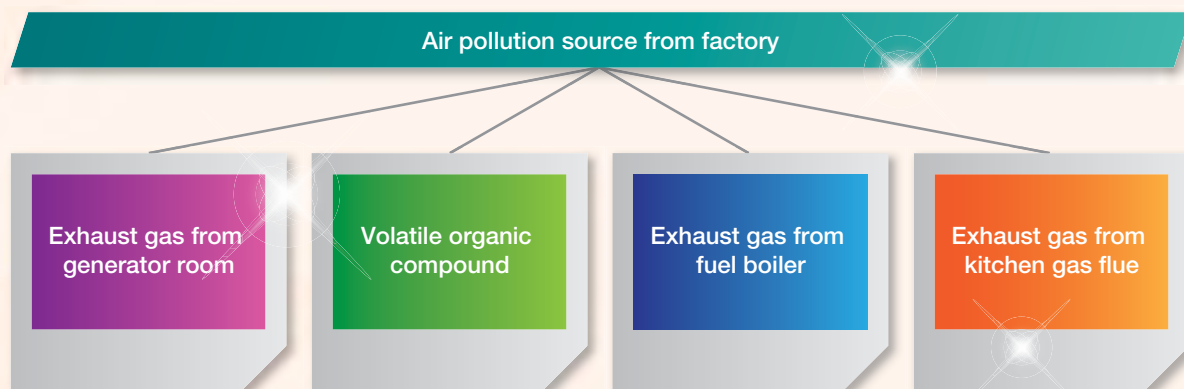 Air pollution source from factory
Exhaust gas from
generator room
Volatile organic
compound
Exhaust gas from
fuel boiler
Exhaust gas from
kitchen gas flue